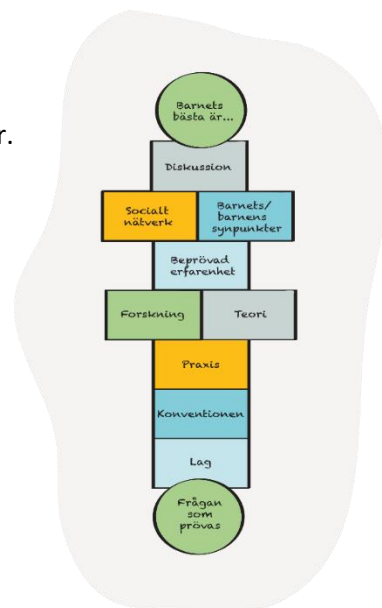 Barnets
bästa är...
r.
Diskussion
Socialt
nätverk
Barnets/
barnens
synpunkter
Beprövad
erfarenhet
Forskning
Teori
Praxis
Konventionen
Lag
Frågan
som
prövas